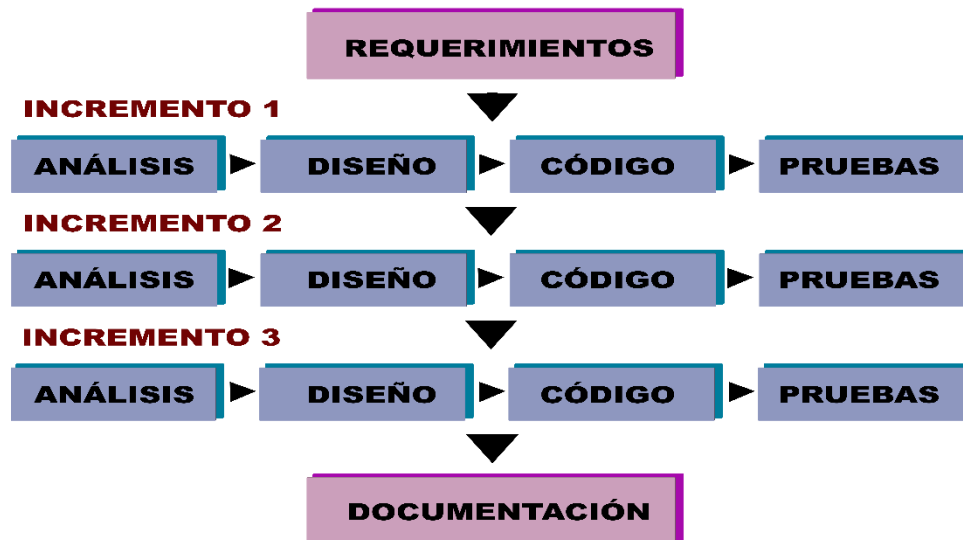 REQUERIMIENTOS
INCREMENTO 1
ANÁLISIS DISEÑO CÓDIGO PRUEBAS
INCREMENTO 2
ANÁLISIS DISEÑO CÓDIGO PRUEBAS
INCREMENTO 3
ANÁLISIS DISEÑO CÓDIGO PRUEBAS
DOCUMENTACIÓN